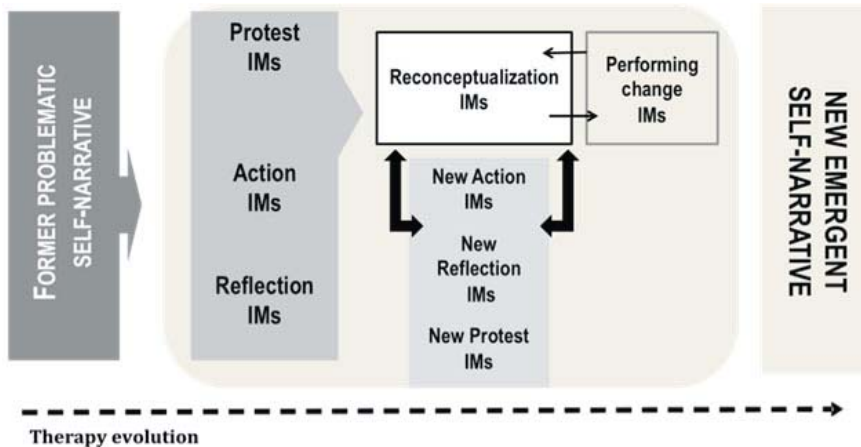 FORMER PROBLEMATIC
SELF-NARRATIVE
Protest
IMs
Action
IMs
Reflection
IMs
Reconceptualization
IMs
Performing
change
IMs
New Action
IMs
New
Reflection
IMs
New Protest
IMs
NEW EMERGENT
SELF-NARRATIVE
Therapy evolution